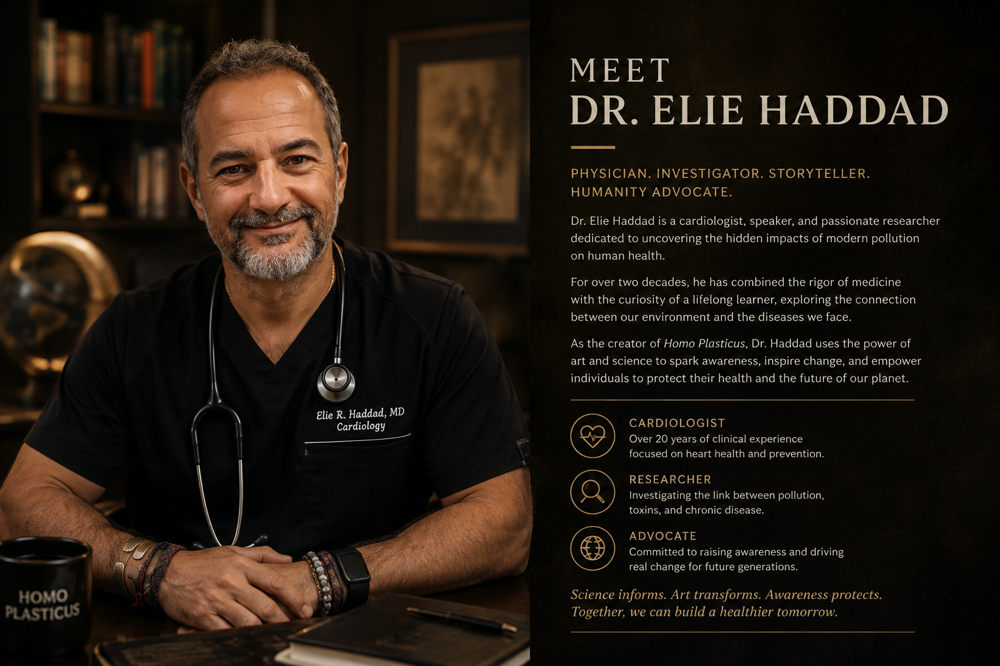 MEET
DR. ELIE HADDAD
PHYSICIAN. INVESTIGATOR. STORYTELLER.
HUMANITY ADVOCATE.
Dr. Elie Haddad is a cardiologist, speaker, and passionate researcher
dedicated to uncovering the hidden impacts of modern pollution
on human health.
For over two decades, he has combined the rigor of medicine
with the curiosity of a lifelong learner, exploring the connection
between our environment and the diseases we face.
As the creator of Homo Plasticus, Dr. Haddad uses the power of
art and science to spark awareness, inspire change, and empower
individuals to protect their health and the future of our planet.
CARDIOLOGIST
Over 20 years of clinical experience
focused on heart health and prevention.
RESEARCHER
Investigating the link between pollution,
toxins, and chronic disease.
ADVOCATE
Committed to raising awareness and driving
real change for future generations.
Science informs. Art transforms. Awareness protects.
Together, we can build a healthier tomorrow.
Elie R. Haddad, MD
Cardiology
HOMO
PLASTICUS